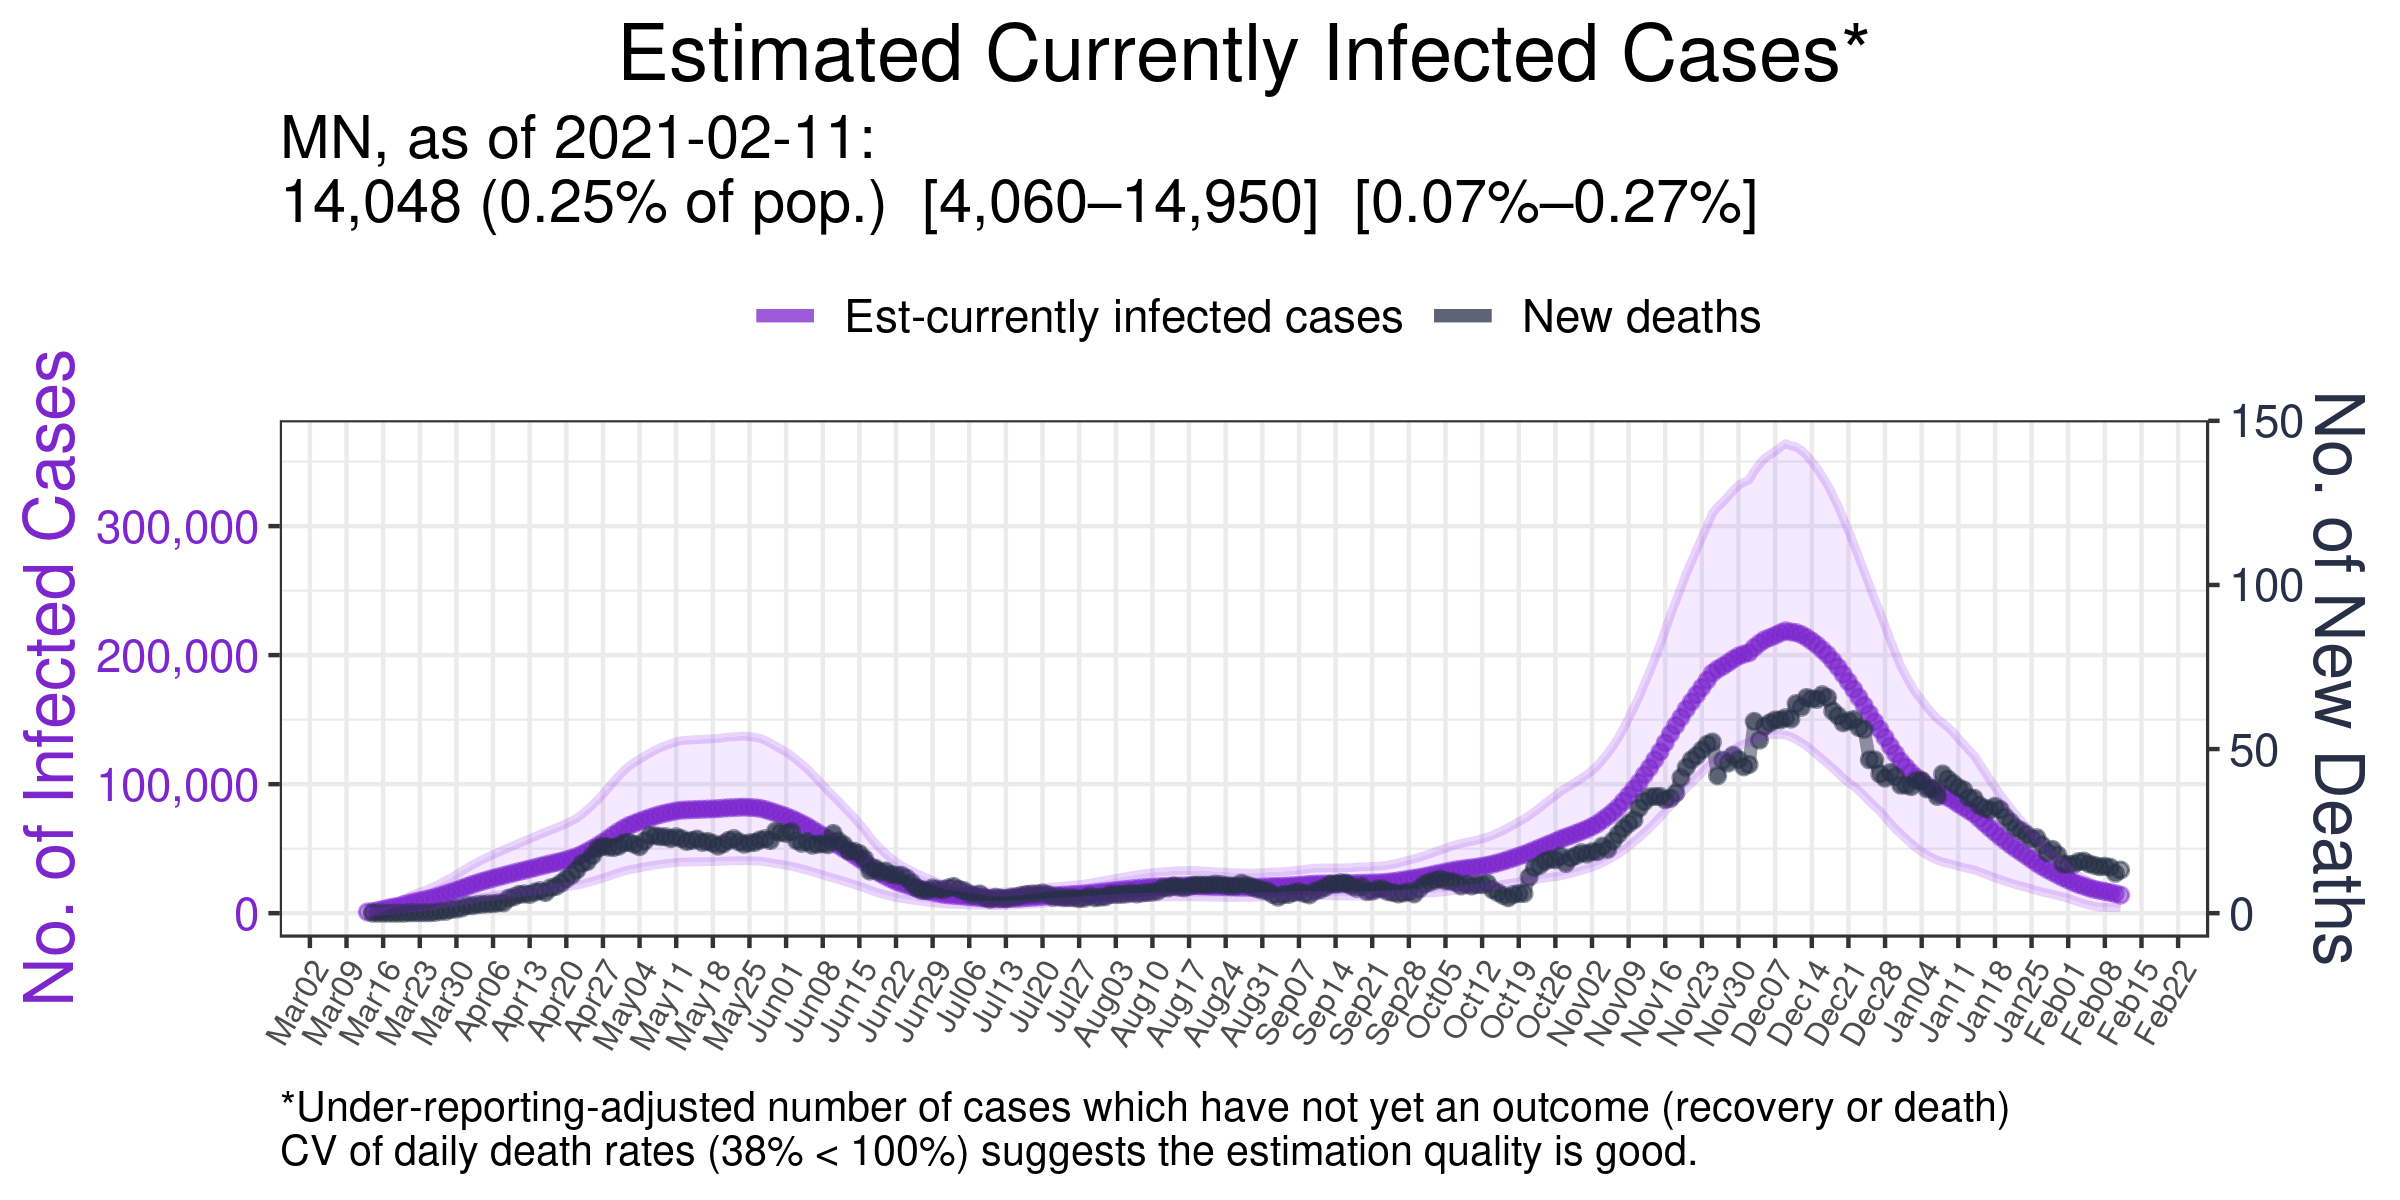 Estimated Currently Infected Cases*
MN, as of 2021-02-11:
14,048 (0.25% of pop.)  [4,060–14,950]  [0.07%–0.27%]
Est-currently infected cases
New deaths
No. of Infected Cases
300,000
200,000
100,000
0
150
100
50
0
No. of New Deaths
Mar02
Mar09
Mar16
Mar23
Mar30
Apr06
Apr13
Apr20
Apr27
May04
May11
May18
May25
Jun01
Jun08
Jun15
Jun22
Jun29
Jul06
Jul13
Jul20
Jul27
Aug03
Aug10
Aug17
Aug24
Aug31
Sep07
Sep14
Sep21
Sep28
Oct05
Oct12
Oct19
Oct26
Nov02
Nov09
Nov16
Nov23
Nov30
Dec07
Dec14
Dec21
Dec28
Jan04
Jan11
Jan18
Jan25
Feb01
Feb08
Feb15
Feb22
*Under-reporting-adjusted number of cases which have not yet an outcome (recovery or death)
CV of daily death rates (38% < 100%) suggests the estimation quality is good.